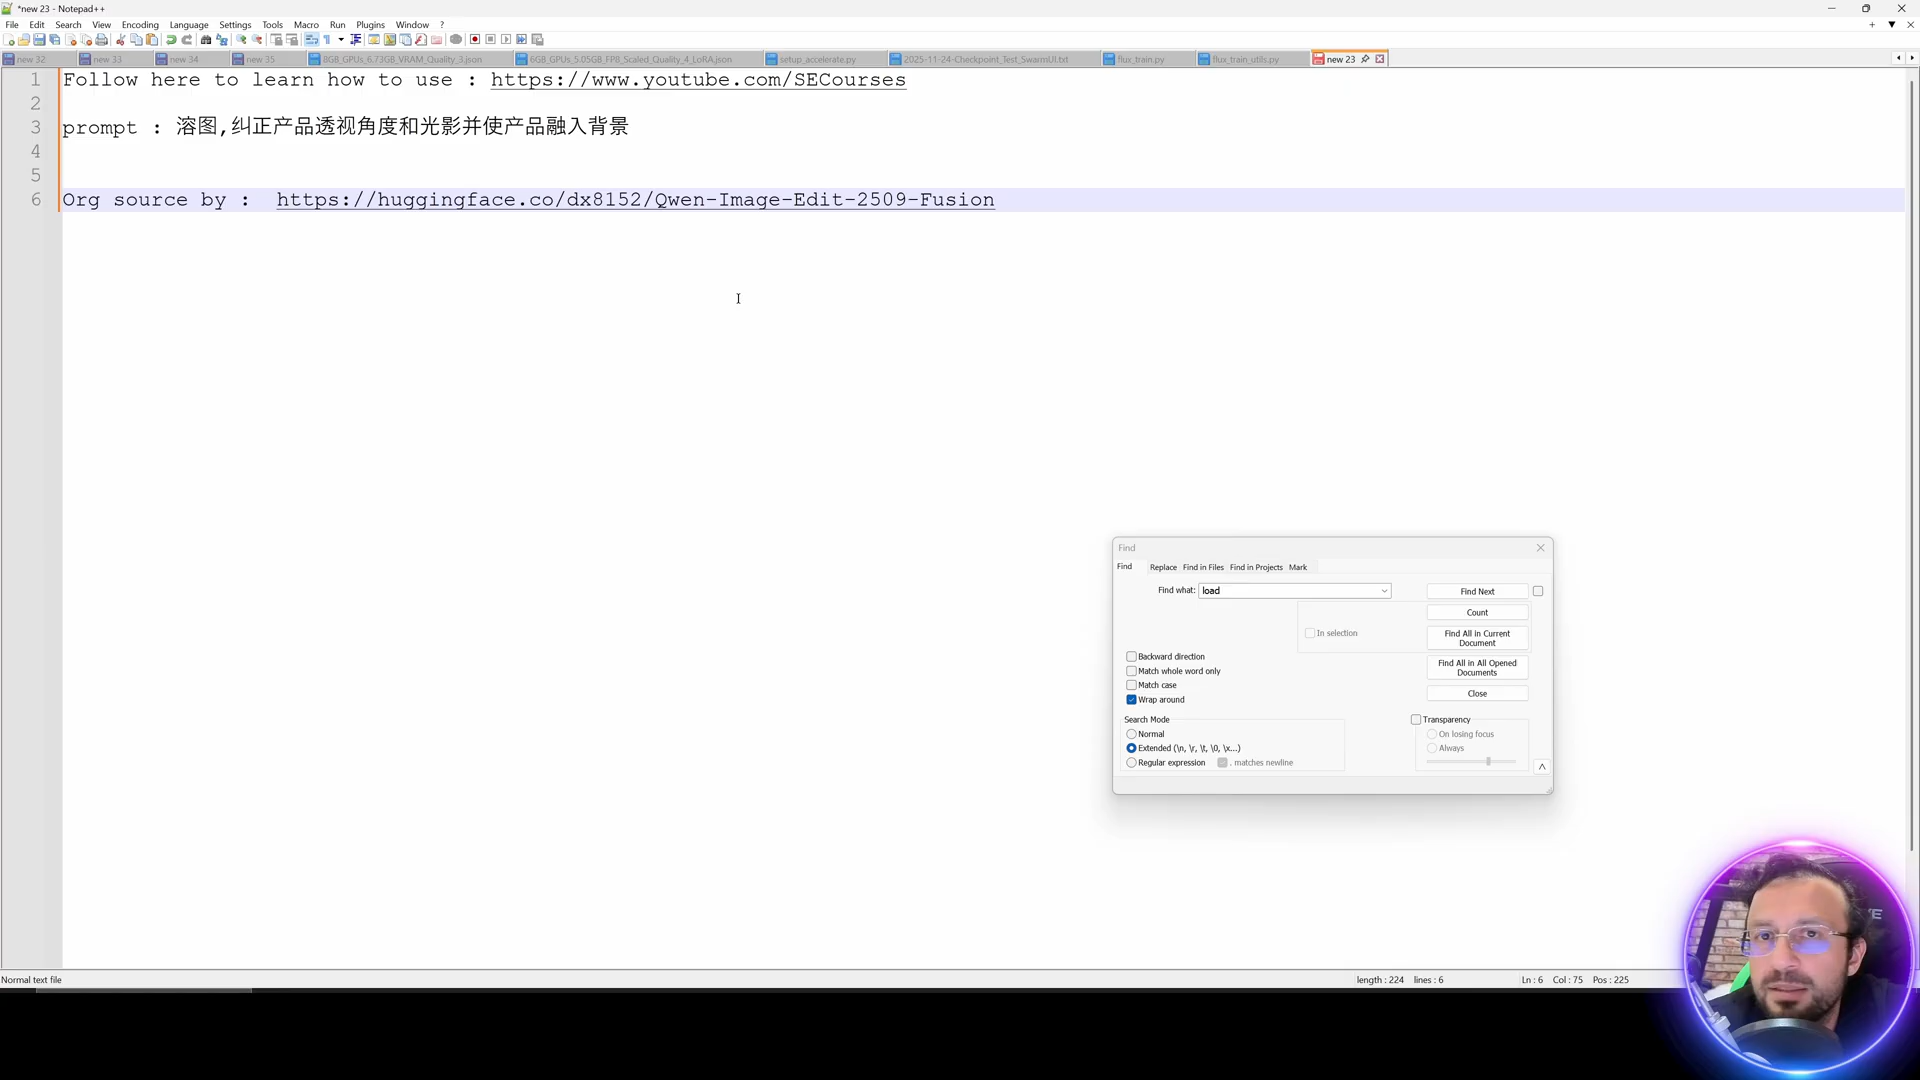 *new 23 - Notepad++
File Edit Search View Encoding Language Settings Tools Macro Run Plugins Window ?
new 32 new 33 new 34 new 35 8GB_GPUs_6.73GB_VRAM_Quality_3.json 6GB_GPUs_5.05GB_FP8_Scaled_Quality_4_LoRA.json setup_accelerate.py 2025-11-24-Checkpoint_Test_SwarmUI.txt flux_train.py flux_train_utils.py new 23
1 Follow here to learn how to use : https://www.youtube.com/SECourses
2
3 prompt : 溶图,纠正产品透视角度和光影并使产品融入背景
4
5
6 Org source by :  https://huggingface.co/dx8152/Qwen-Image-Edit-2509-Fusion
Find
Find Replace Find in Files Find in Projects Mark
Find what: load Find Next
Count
In selection
Find All in Current
Document
Backward direction
Find All in All Opened
Documents
Match whole word only
Match case
Close
Wrap around
Search Mode
Transparency
Normal
On losing focus
Extended (\n, \r, \t, \0, \x...)
Always
Regular expression . matches newline
Normal text file length : 224 lines : 6 Ln : 6 Col : 75 Pos : 225